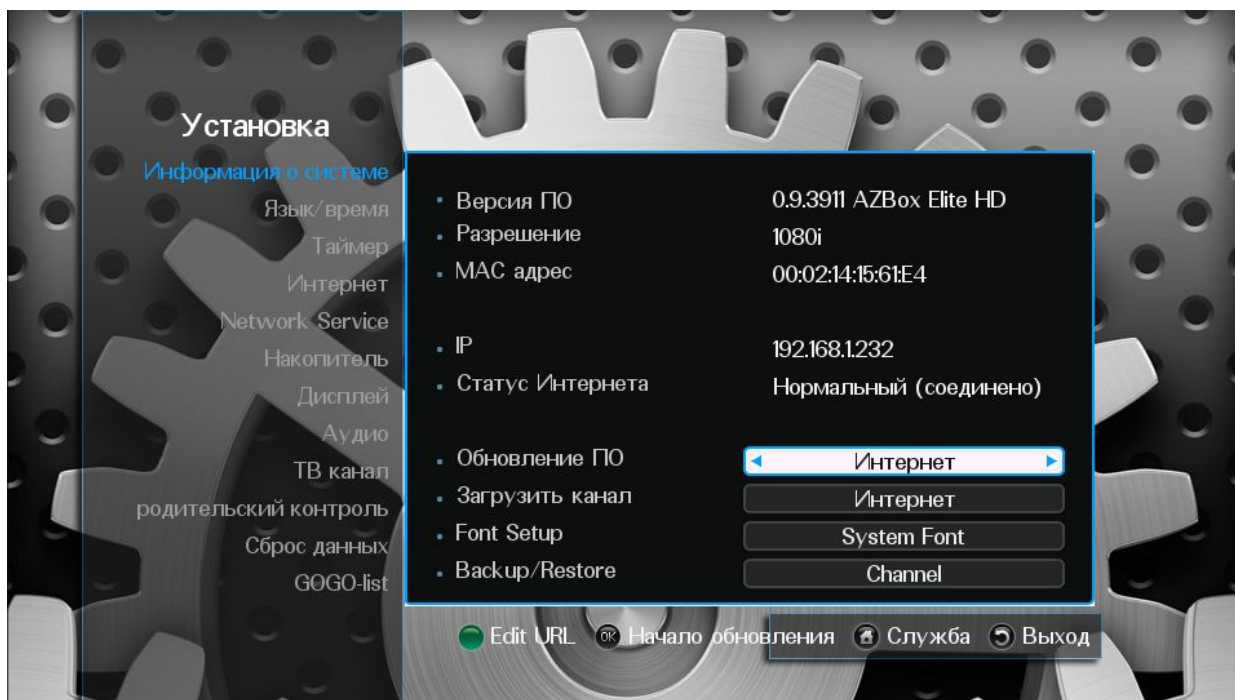 Установка
Информация о системе
Язык/время
Таймер
Интернет
Network Service
Накопитель
Дисплей
Аудио
ТВ канал
родительский контроль
Сброс данных
GOGO-list
Версия ПО 0.9.3911 AZBox Elite HD
Разрешение 1080i
MAC адрес 00:02:14:15:61:E4
IP 192.168.1.232
Статус Интернета Нормальный (соединено)
Обновление ПО Интернет
Загрузить канал Интернет
Font Setup System Font
Backup/Restore Channel
Edit URL OK Начало обновления Служба Выход